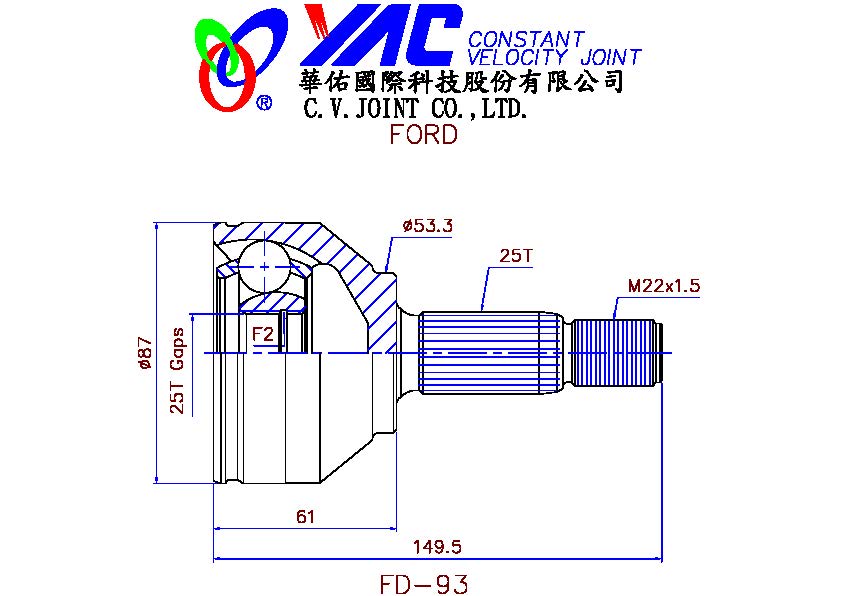 YAC CONSTANT
VELOCITY JOINT
®
華佑國際科技股份有限公司
C.V.JOINT CO.,LTD.
FORD
ø53.3
25T
M22x1.5
F2
ø87
25T Gaps
61
149.5
FD-93